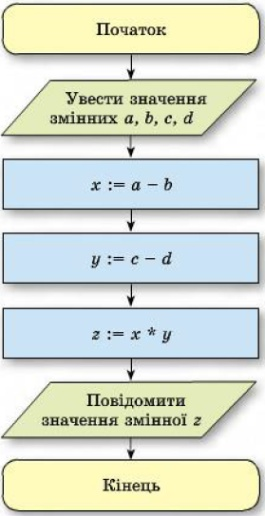 Початок
Увести значення
змінних a, b, c, d
x := a – b
y := c – d
z := x * y
Повідомити
значення змінної z
Кінець